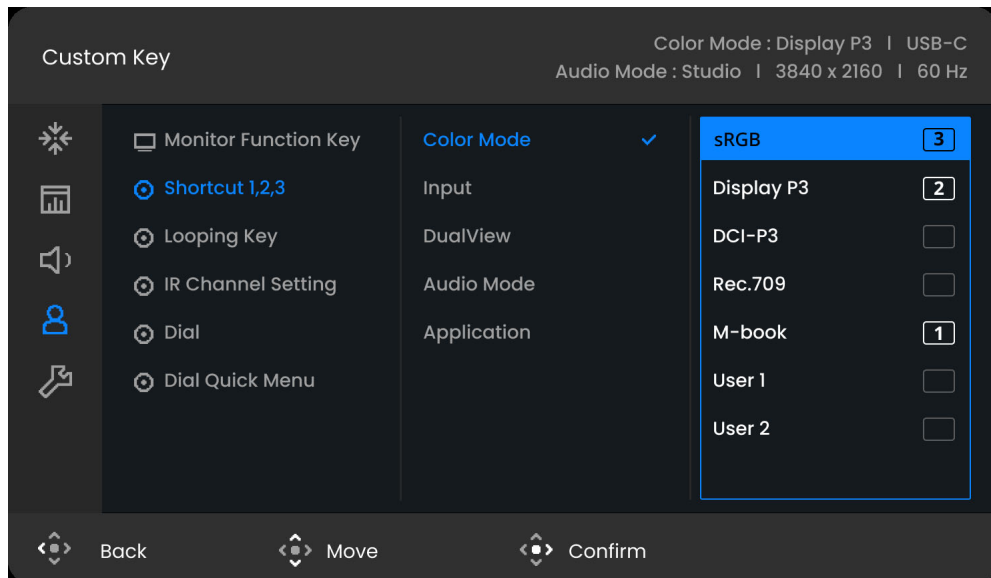 Custom Key
Color Mode : Display P3 I USB-C
Audio Mode : Studio I 3840 x 2160 I 60 Hz
Monitor Function Key
Shortcut 1,2,3
Looping Key
IR Channel Setting
Dial
Dial Quick Menu
Color Mode
Input
DualView
Audio Mode
Application
sRGB 3
Display P3 2
DCI-P3
Rec.709
M-book 1
User 1
User 2
Back Move Confirm